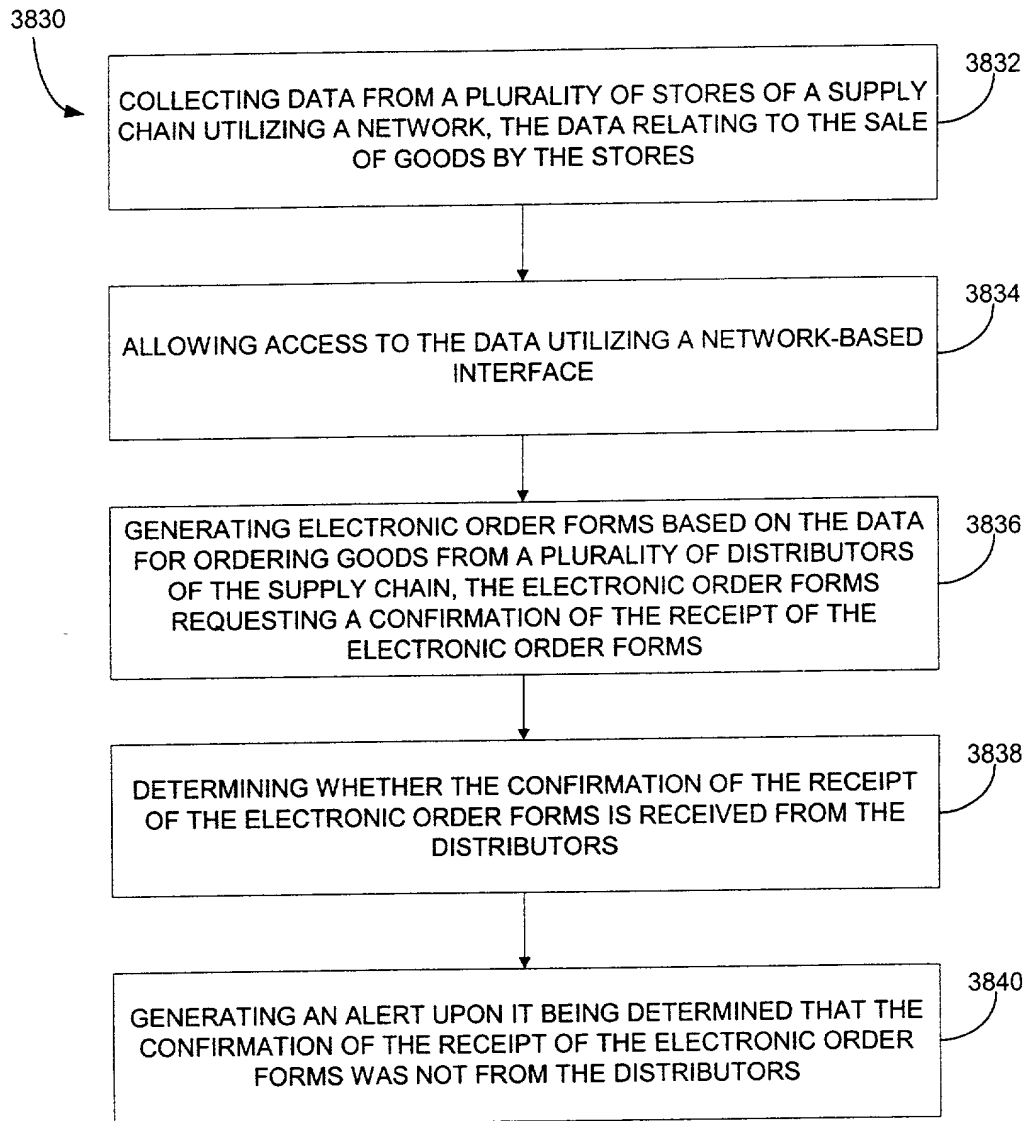 3830
3832
COLLECTING DATA FROM A PLURALITY OF STORES OF A SUPPLY
CHAIN UTILIZING A NETWORK, THE DATA RELATING TO THE SALE
OF GOODS BY THE STORES
3834
ALLOWING ACCESS TO THE DATA UTILIZING A NETWORK-BASED
INTERFACE
3836
GENERATING ELECTRONIC ORDER FORMS BASED ON THE DATA
FOR ORDERING GOODS FROM A PLURALITY OF DISTRIBUTORS
OF THE SUPPLY CHAIN, THE ELECTRONIC ORDER FORMS
REQUESTING A CONFIRMATION OF THE RECEIPT OF THE
ELECTRONIC ORDER FORMS
3838
DETERMINING WHETHER THE CONFIRMATION OF THE RECEIPT
OF THE ELECTRONIC ORDER FORMS IS RECEIVED FROM THE
DISTRIBUTORS
3840
GENERATING AN ALERT UPON IT BEING DETERMINED THAT THE
CONFIRMATION OF THE RECEIPT OF THE ELECTRONIC ORDER
FORMS WAS NOT FROM THE DISTRIBUTORS